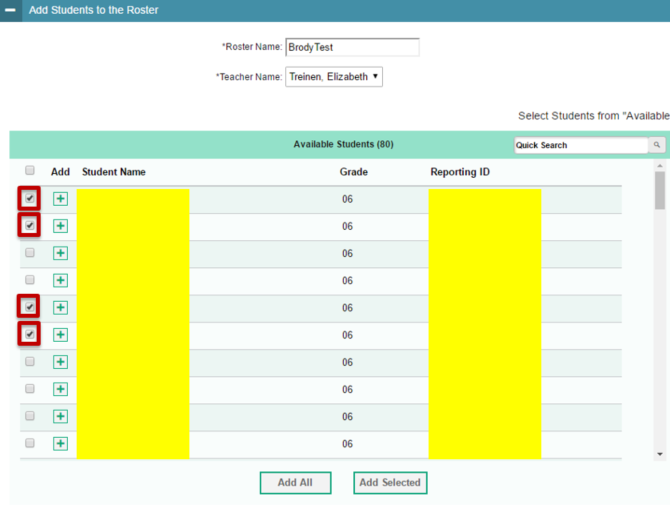 Add Students to the Roster
*Roster Name: BrodyTest
*Teacher Name: Treinen, Elizabeth
Select Students from "Available
Available Students (80) Quick Search
Add Student Name Grade Reporting ID
06
06
06
06
06
06
06
06
06
06
Add All Add Selected